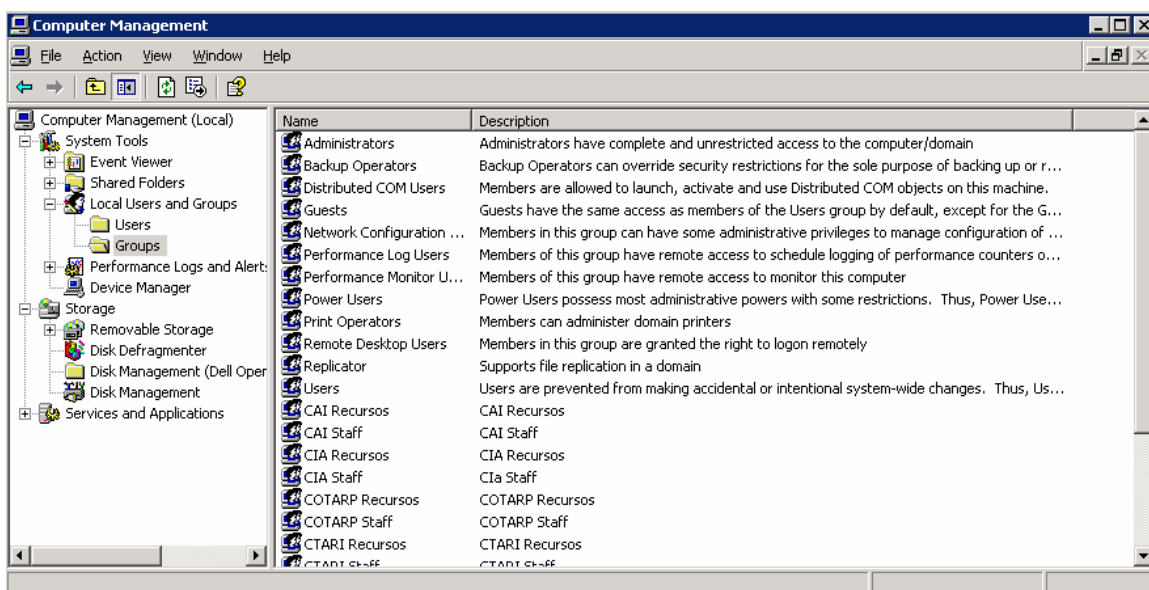 Computer Management
File Action View Window Help
Computer Management (Local)
System Tools
Event Viewer
Shared Folders
Local Users and Groups
Users
Groups
Performance Logs and Alert:
Device Manager
Storage
Removable Storage
Disk Defragmenter
Disk Management (Dell Oper
Disk Management
Services and Applications
Name Description
Administrators Administrators have complete and unrestricted access to the computer/domain
Backup Operators Backup Operators can override security restrictions for the sole purpose of backing up or r...
Distributed COM Users Members are allowed to launch, activate and use Distributed COM objects on this machine.
Guests Guests have the same access as members of the Users group by default, except for the G...
Network Configuration ... Members in this group can have some administrative privileges to manage configuration of ...
Performance Log Users Members of this group have remote access to schedule logging of performance counters o...
Performance Monitor U... Members of this group have remote access to monitor this computer
Power Users Power Users possess most administrative powers with some restrictions. Thus, Power Use...
Print Operators Members can administer domain printers
Remote Desktop Users Members in this group are granted the right to logon remotely
Replicator Supports file replication in a domain
Users Users are prevented from making accidental or intentional system-wide changes. Thus, Us...
CAI Recursos CAI Recursos
CAI Staff CAI Staff
CIA Recursos CIA Recursos
CIA Staff CIa Staff
COTARP Recursos COTARP Recursos
COTARP Staff COTARP Staff
CTARI Recursos CTARI Recursos
CTARI Staff CTARI Staff